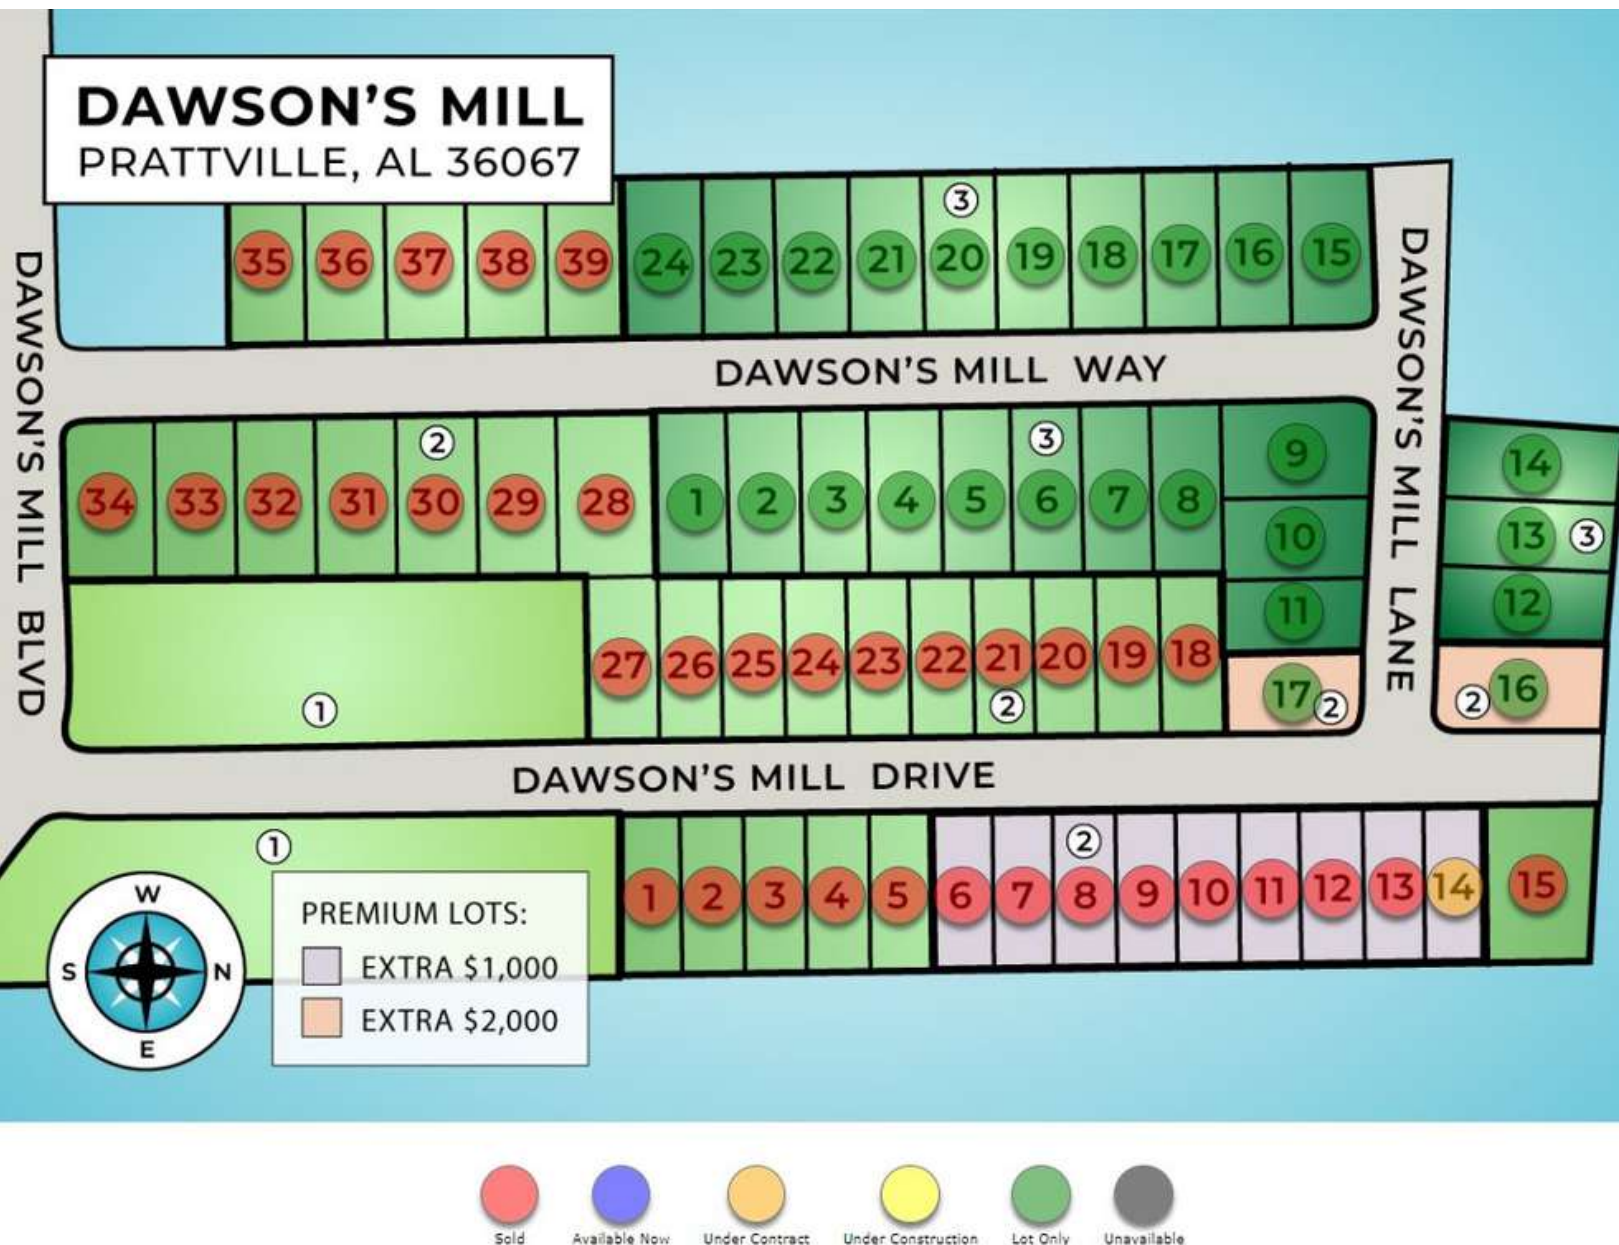 DAWSON'S MILL
PRATTVILLE, AL 36067
DAWSON'S MILL BLVD
3
35 36 37 38 39 24 23 22 21 20 19 18 17 16 15
DAWSON'S MILL WAY
DAWSON'S MILL LANE
2 3
34 33 32 31 30 29 28 1 2 3 4 5 6 7 8
9
10
11
17 2
14
13 3
12
2 16
27 26 25 24 23 22 21 20 19 18
1
2
DAWSON'S MILL DRIVE
1
2
1 2 3 4 5 6 7 8 9 10 11 12 13 14 15
W
S N
E
PREMIUM LOTS:
EXTRA $1,000
EXTRA $2,000
Sold Available Now Under Contract Under Construction Lot Only Unavailable